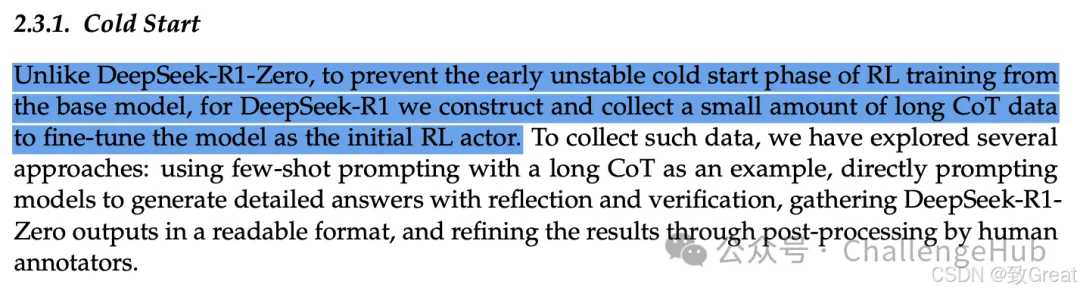 2.3.1. Cold Start
Unlike DeepSeek-R1-Zero, to prevent the early unstable cold start phase of RL training from
the base model, for DeepSeek-R1 we construct and collect a small amount of long CoT data
to fine-tune the model as the initial RL actor. To collect such data, we have explored several
approaches: using few-shot prompting with a long CoT as an example, directly prompting
models to generate detailed answers with reflection and verification, gathering DeepSeek-R1-
Zero outputs in a readable format, and refining the results through post-processing by human
annotators.
公众号 · ChallengeHub
CSDN @致Great